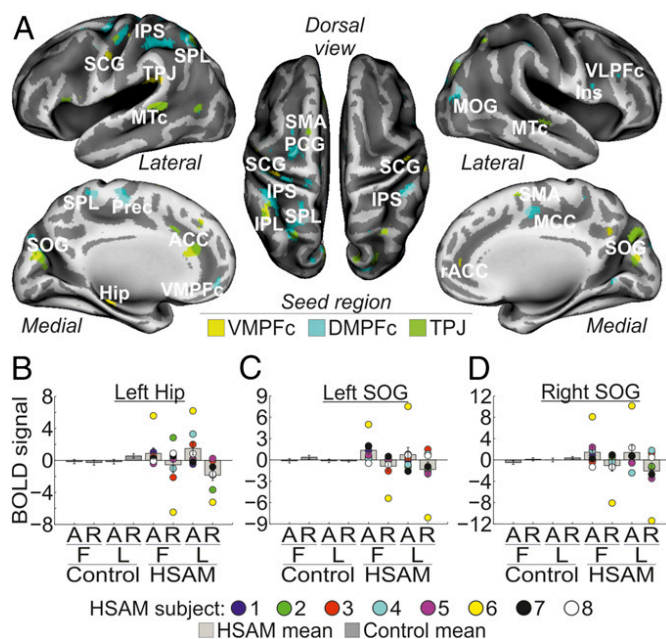 A
Dorsal view
IPS
SCG
SPL
TPJ
MTc
Lateral
SMA
PCG
SCG
SCG
IPS
IPS
IPL
SPL
VLPFc
Ins
MOG
MTc
Lateral
SPL
Prec
SOG
ACC
Hip
VMPFc
Medial
SMA
MCC
SOG
rACC
Medial
Seed region
VMPFc DMPFc TPJ
B Left Hip
C Left SOG
D Right SOG
BOLD signal
8
4
0
-4
-8
9
6
3
0
-3
-6
-9
12
8
4
0
-4
-8
-12
A R A R A R A R
F L F L
Control HSAM
A R A R A R A R
F L F L
Control HSAM
A R A R A R A R
F L F L
Control HSAM
HSAM subject: 1 2 3 4 5 6 7 8
HSAM mean Control mean